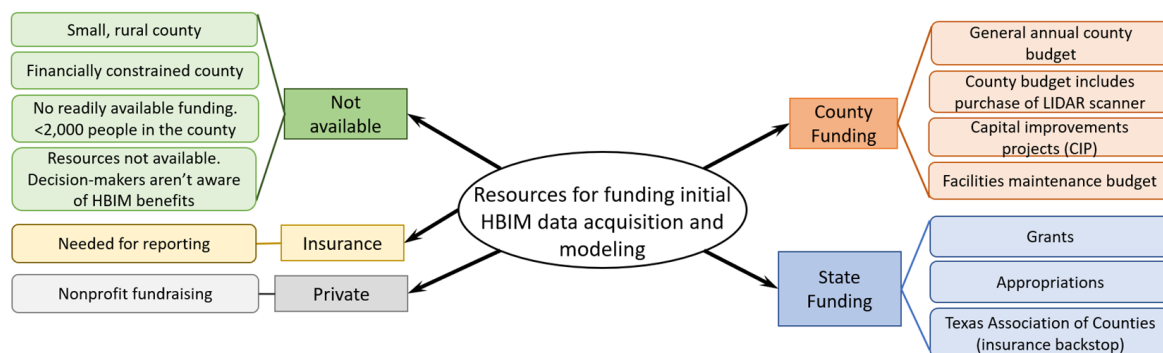 Small, rural county
Financially constrained county
No readily available funding.
<2,000 people in the county
Resources not available.
Decision-makers aren’t aware
of HBIM benefits
Not
available
Needed for reporting
Insurance
Nonprofit fundraising
Private
Resources for funding initial
HBIM data acquisition and
modeling
County
Funding
General annual county
budget
County budget includes
purchase of LIDAR scanner
Capital improvements
projects (CIP)
Facilities maintenance budget
State
Funding
Grants
Appropriations
Texas Association of Counties
(insurance backstop)